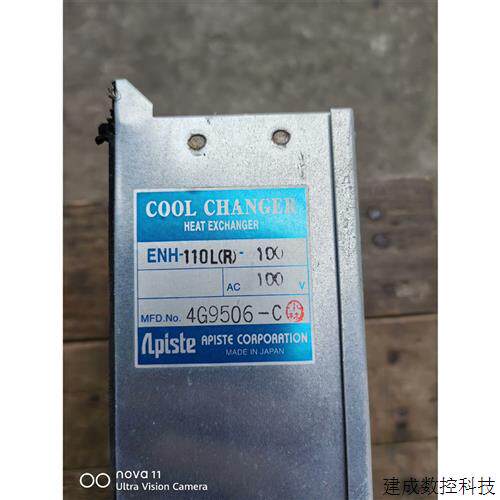 COOL CHANGER
HEAT EXCHANGER
ENH-110L(R)-100
AC 100 V
MFD.No. 4G9506-C
Apiste APISTE CORPORATION
MADE IN JAPAN
nova 11
Ultra Vision Camera
建成数控科技